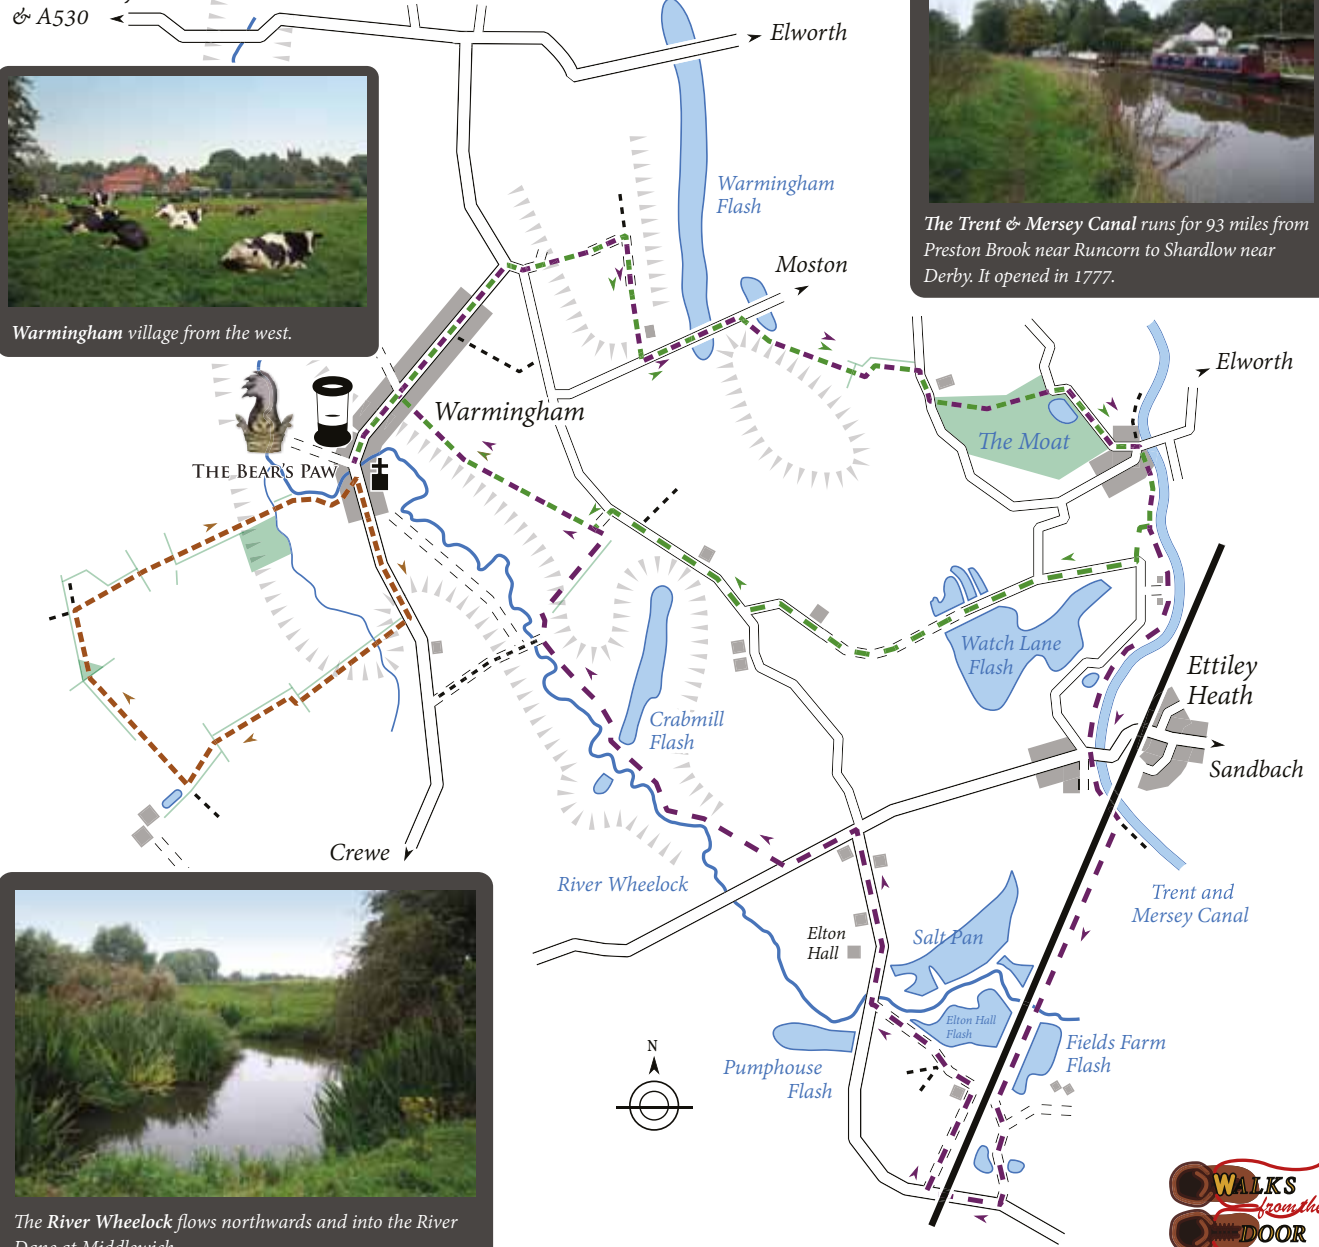 & A530
Elworth
Warmingham
Flash
Moston
The Trent & Mersey Canal runs for 93 miles from
Preston Brook near Runcorn to Shardlow near
Derby. It opened in 1777.
Warmingham village from the west.
Elworth
Warmingham
The Moat
THE BEAR'S PAW
Watch Lane
Flash
Ettiley
Heath
Crabmill
Flash
Sandbach
Crewe
River Wheelock
Trent and
Mersey Canal
Elton
Hall
Salt Pan
Elton Hall
Flash
Fields Farm
Flash
N
Pumphouse
Flash
WALKS
from the
DOOR
The River Wheelock flows northwards and into the River
Dane at Middlewich.